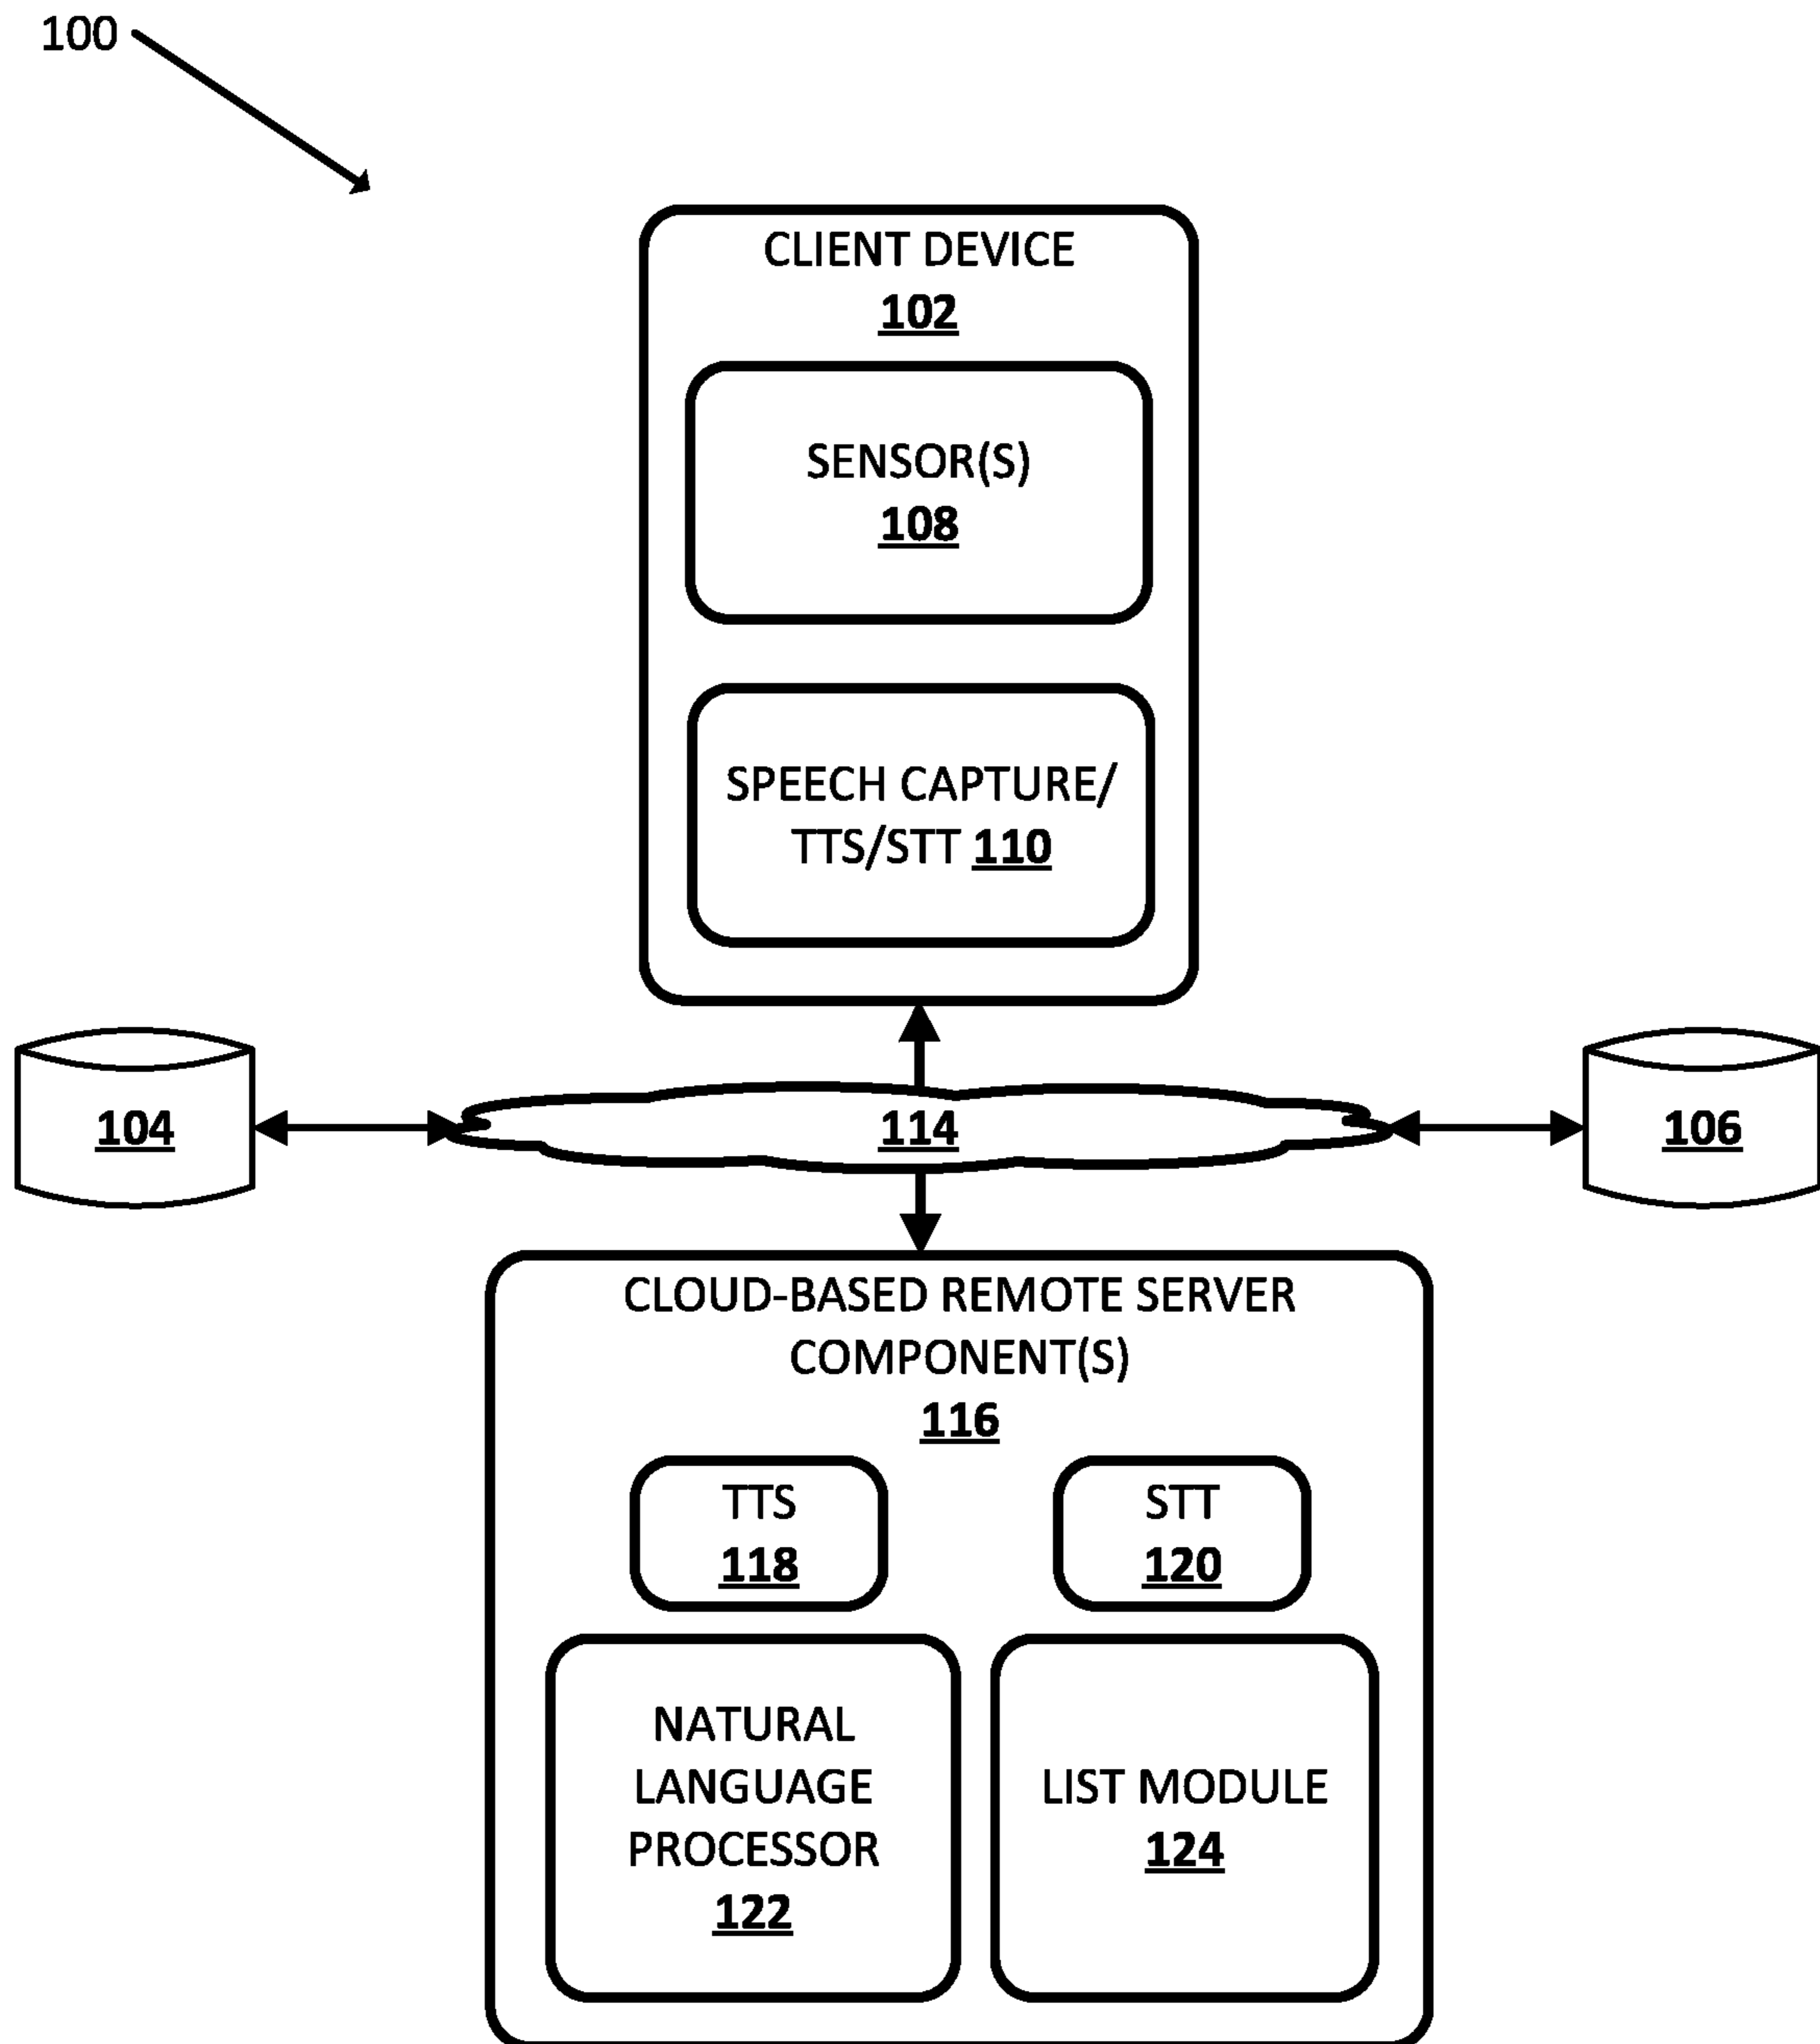 100
CLIENT DEVICE
102
SENSOR(S)
108
SPEECH CAPTURE/
TTS/STT 110
104
114
106
CLOUD-BASED REMOTE SERVER
COMPONENT(S)
116
TTS
118
STT
120
NATURAL
LANGUAGE
PROCESSOR
122
LIST MODULE
124